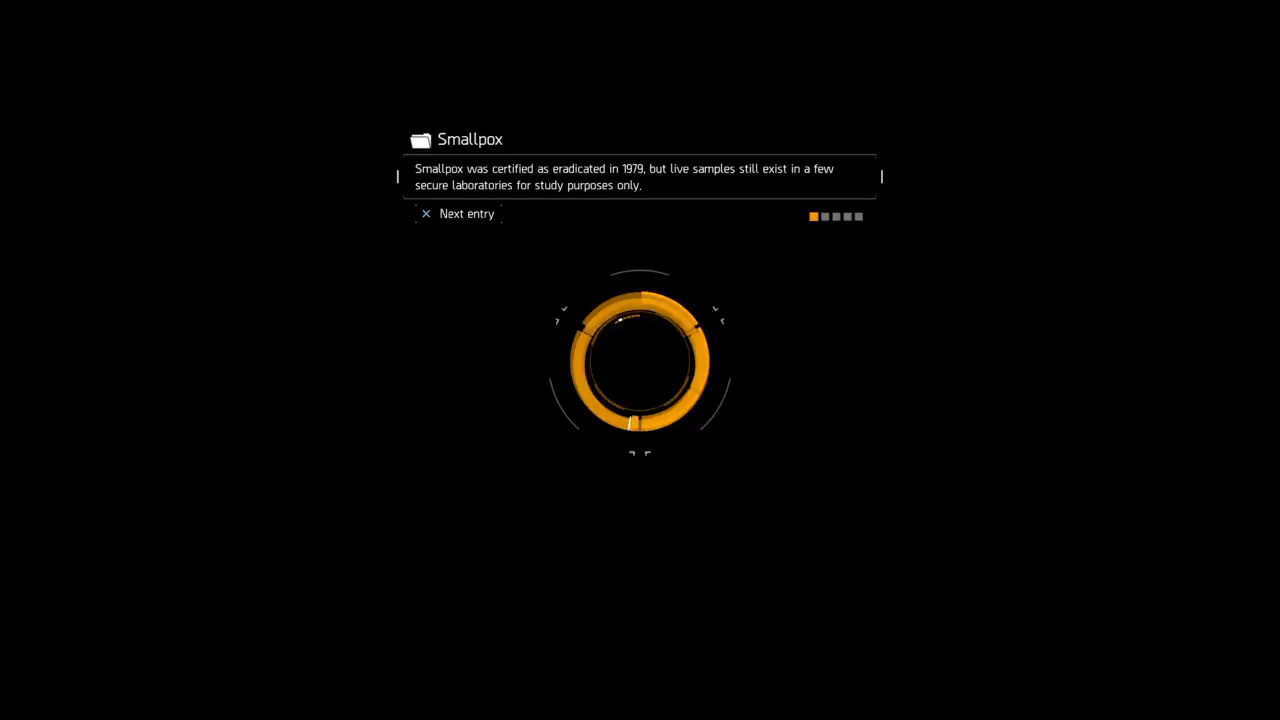 Smallpox
Smallpox was certified as eradicated in 1979, but live samples still exist in a few
secure laboratories for study purposes only.
Next entry